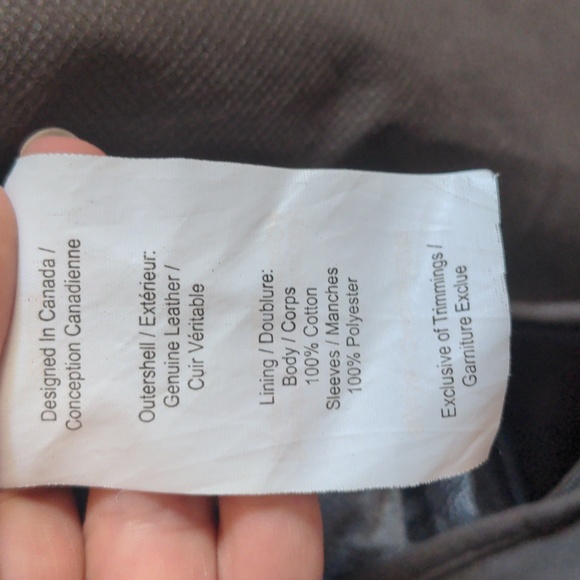 Designed In Canada /
Conception Canadienne
Outershell / Extérieur:
Genuine Leather /
Cuir Véritable
Lining / Doublure:
Body / Corps
100% Cotton
Sleeves / Manches
100% Polyester
Exclusive of Trimmings /
Garniture Exclue